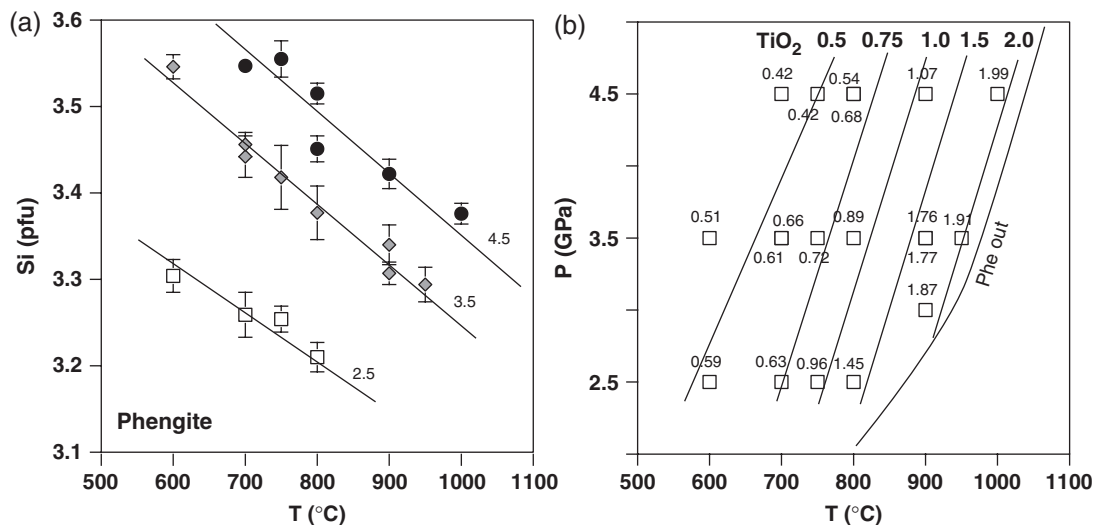 (a)
3.6
3.5
3.4
3.3
3.2
3.1
Si (pfu)
4.5
3.5
2.5
Phengite
500 600 700 800 900 1000 1100
T (°C)
(b)
TiO2 0.5 0.75 1.0 1.5 2.0
0.42 0.54 1.07 1.99
4.5
0.42 0.68
0.51 0.66 0.89 1.76 1.91
3.5
0.61 0.72 1.77
Phe out
1.87
0.59 0.63 0.96 1.45
2.5
P (GPa)
500 600 700 800 900 1000 1100
T (°C)